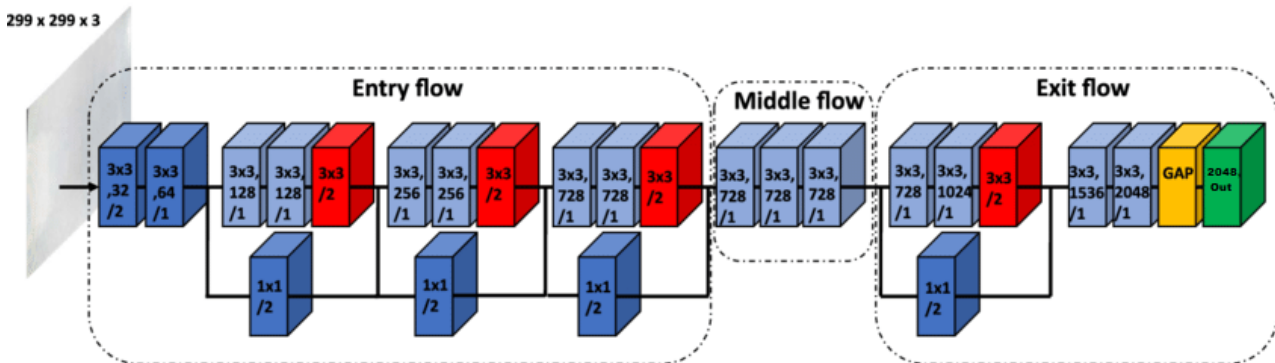 299 x 299 x 3
Entry flow
Middle flow
Exit flow
3x3
,32
/2
3x3
,64
/1
3x3,
128
/1
3x3,
128
/1
3x3
/2
3x3,
256
/1
3x3,
256
/1
3x3
/2
3x3,
728
/1
3x3,
728
/1
3x3
/2
3x3,
728
/1
3x3,
728
/1
3x3,
728
/1
3x3,
728
/1
3x3,
1024
/1
3x3
/2
3x3,
1536
/1
3x3,
2048
/1
GAP
2048,
Out
1x1
/2
1x1
/2
1x1
/2
1x1
/2